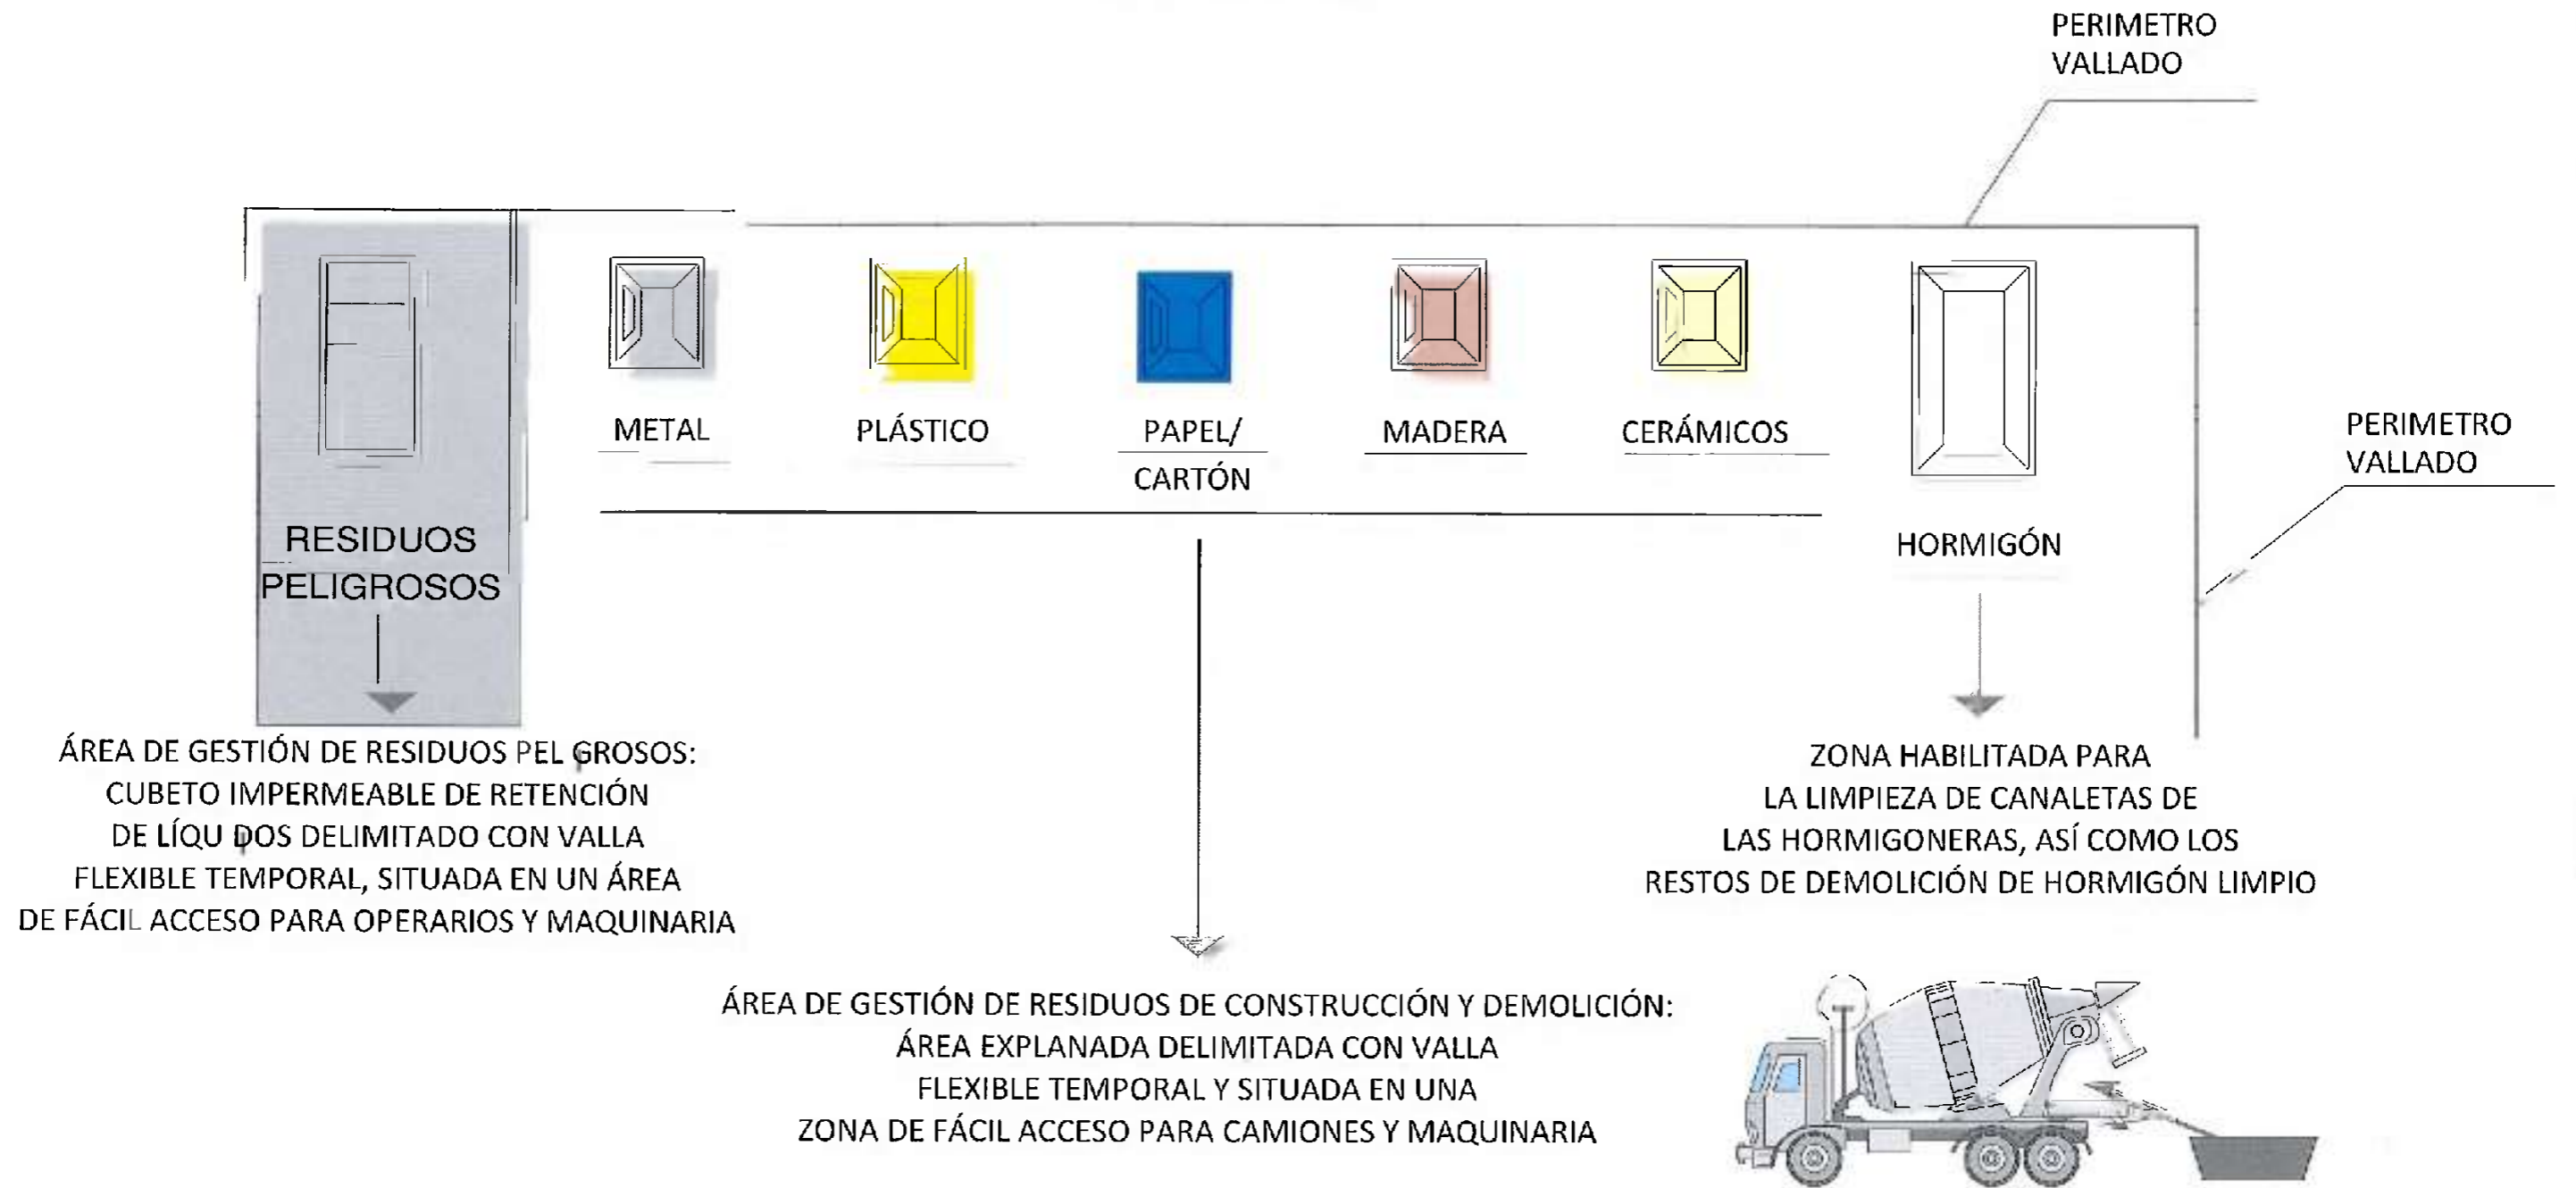 PERIMETRO
VALLADO
METAL
PLÁSTICO
PAPEL/
CARTÓN
MADERA
CERÁMICOS
HORMIGÓN
PERIMETRO
VALLADO
RESIDUOS
PELIGROSOS
ÁREA DE GESTIÓN DE RESIDUOS PEL GROSOS:
CUBETO IMPERMEABLE DE RETENCIÓN
DE LÍQU DOS DELIMITADO CON VALLA
FLEXIBLE TEMPORAL, SITUADA EN UN ÁREA
DE FÁCIL ACCESO PARA OPERARIOS Y MAQUINARIA
ZONA HABILITADA PARA
LA LIMPIEZA DE CANALETAS DE
LAS HORMIGONERAS, ASÍ COMO LOS
RESTOS DE DEMOLICIÓN DE HORMIGÓN LIMPIO
ÁREA DE GESTIÓN DE RESIDUOS DE CONSTRUCCIÓN Y DEMOLICIÓN:
ÁREA EXPLANADA DELIMITADA CON VALLA
FLEXIBLE TEMPORAL Y SITUADA EN UNA
ZONA DE FÁCIL ACCESO PARA CAMIONES Y MAQUINARIA